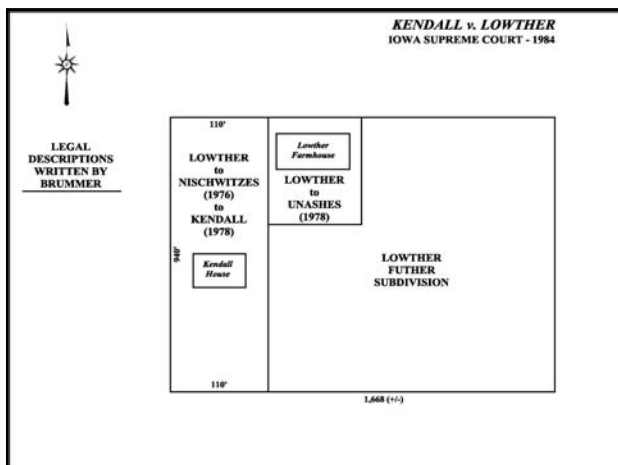 KENDALL v. LOWTHER
IOWA SUPREME COURT - 1984
LEGAL
DESCRIPTIONS
WRITTEN BY
BRUMMER
110'
LOWTHER
to
NISCHWITZES
(1976)
to
KENDALL
(1978)
940'
Kendall
House
110'
Lowther
Farmhouse
LOWTHER
to
UNASHES
(1978)
LOWTHER
FUTHER
SUBDIVISION
1,668 (+/-)